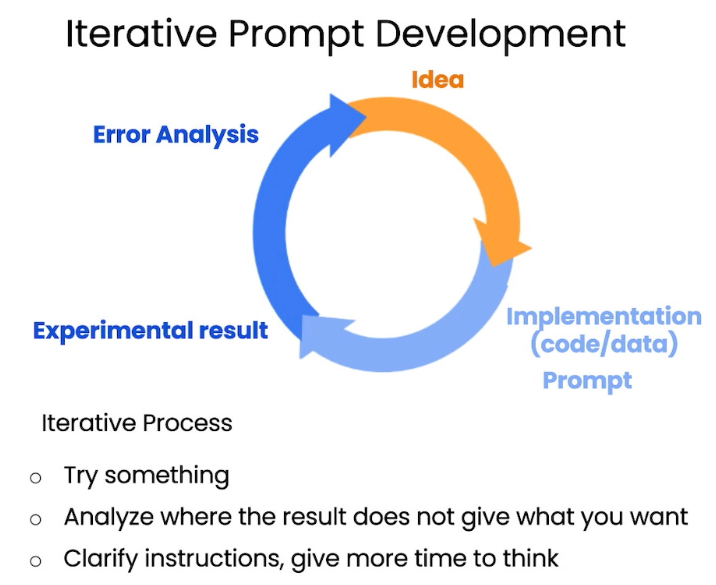 Iterative Prompt Development
Idea
Error Analysis
Experimental result
Implementation
(code/data)
Prompt
Iterative Process
○ Try something
○ Analyze where the result does not give what you want
○ Clarify instructions, give more time to think